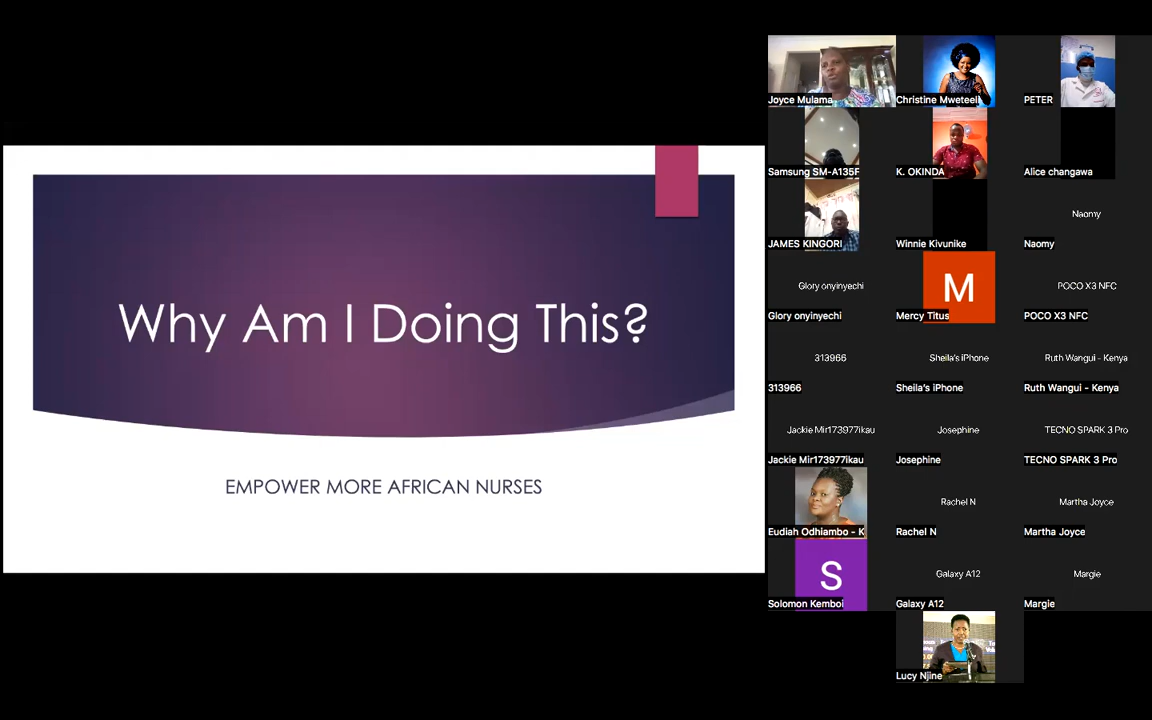 Why Am I Doing This?
EMPOWER MORE AFRICAN NURSES
Joyce Mulama
Christine Mweteeli
PETER
Samsung SM-A135F
K. OKINDA
Alice changawa
JAMES KINGORI
Winnie Kivunike
Naomy
Naomy
Glory onyinyechi
Glory onyinyechi
M
Mercy Titus
POCO X3 NFC
POCO X3 NFC
313966
313966
Sheila's iPhone
Sheila's iPhone
Ruth Wangui - Kenya
Ruth Wangui - Kenya
Jackie Mir173977ikau
Jackie Mir173977ikau
Josephine
Josephine
TECNO SPARK 3 Pro
TECNO SPARK 3 Pro
Eudiah Odhiambo - K
Rachel N
Rachel N
Martha Joyce
Martha Joyce
S
Solomon Kemboi
Galaxy A12
Galaxy A12
Margie
Margie
Lucy Njine